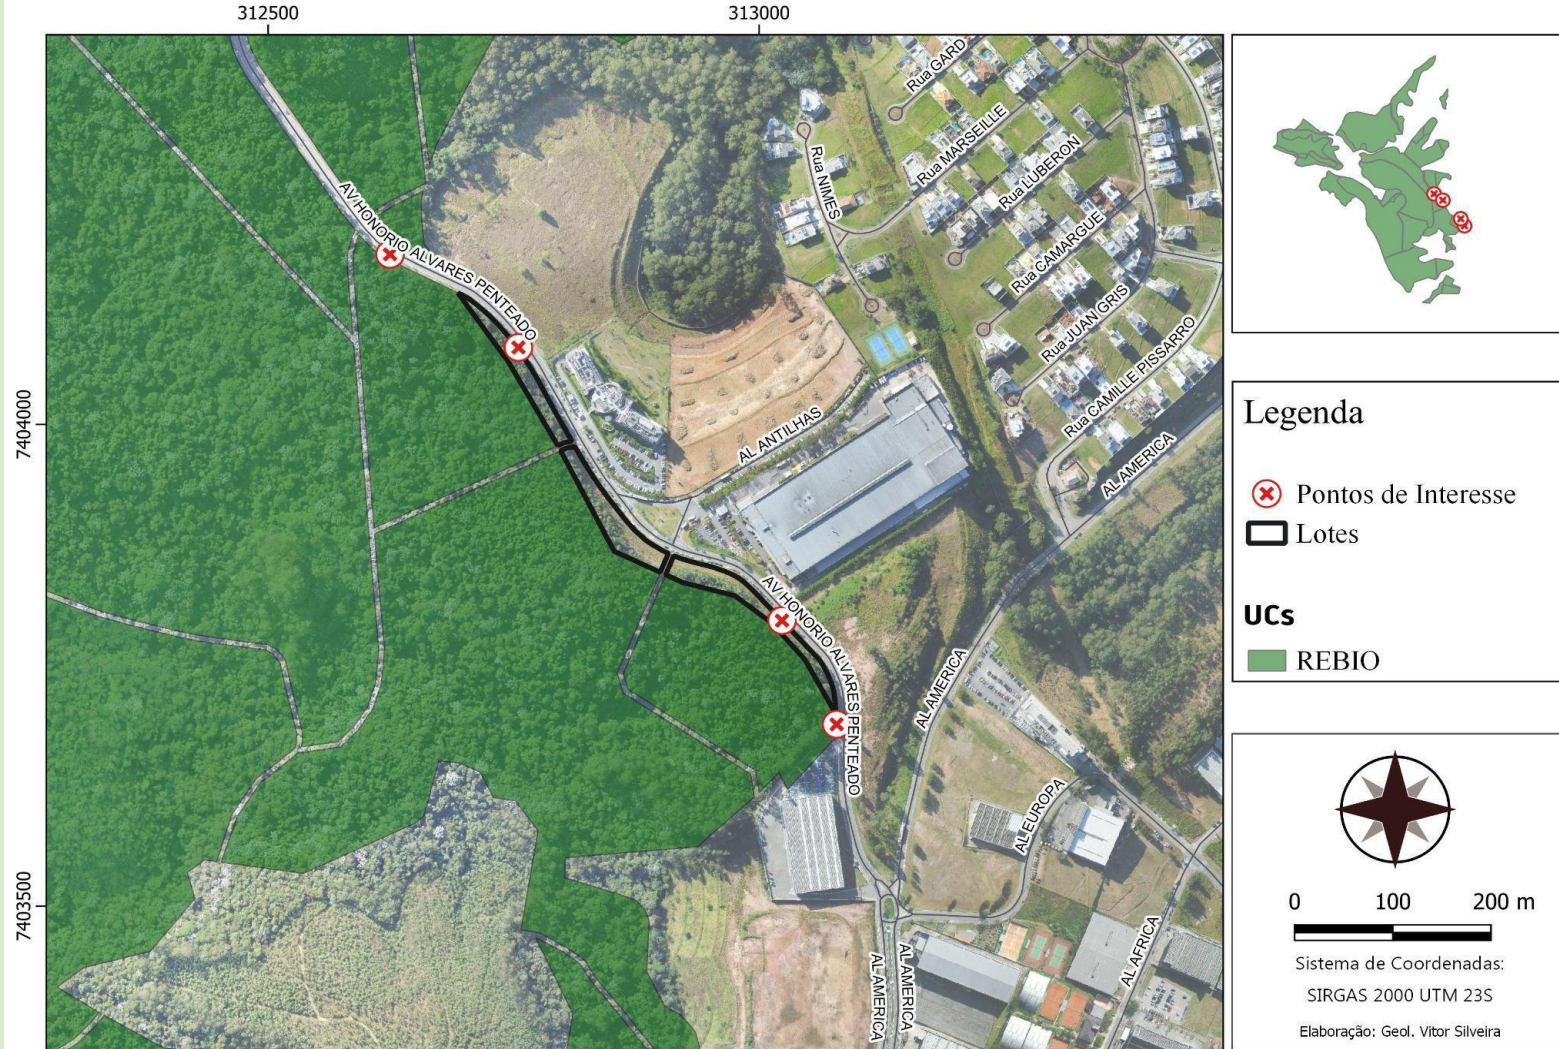 312500
313000
7404000
7403500
Rua GARD
Rua MARSEILLE
Rua NIMES
Rua LUBERON
Rua CAMARGUE
Rua JUAN GRIS
Rua CAMILLE PISSARRO
AV HONORIO ALVARES PENTEADO
AL ANTILHAS
AL AMERICA
AV HONORIO ALVARES PENTEADO
AL AMERICA
AL EUROPA
AL AFRICA
AL AMERICA
AL AMERICA
Legenda
Pontos de Interesse
Lotes
UCs
REBIO
0 100 200 m
Sistema de Coordenadas:
SIRGAS 2000 UTM 23S
Elaboração: Geol. Vitor Silveira